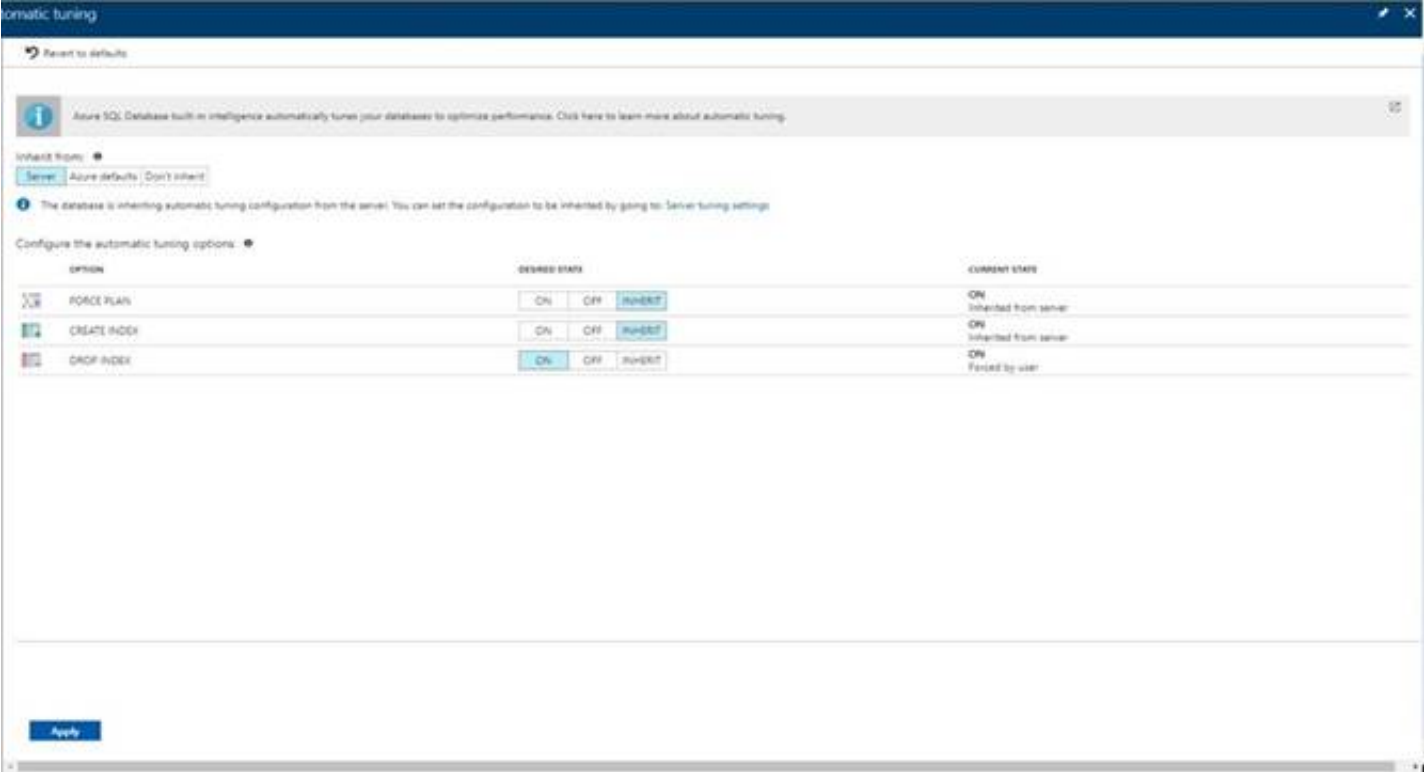 tomatic tuning
Revert to defaults
Azure SQL Database built-in intelligence automatically tunes your databases to optimize performance. Click here to learn more about automatic tuning.
Inherit from:
Server Azure defaults Don't inherit
The database is inheriting automatic tuning configuration from the server. You can set the configuration to be inherited by going to: Server tuning settings
Configure the automatic tuning options
OPTION DESIRED STATE CURRENT STATE
FORCE PLAN ON OFF INHERIT ON
Inherited from server
CREATE INDEX ON OFF INHERIT ON
Inherited from server
DROP INDEX ON OFF INHERIT ON
Forced by user
Apply